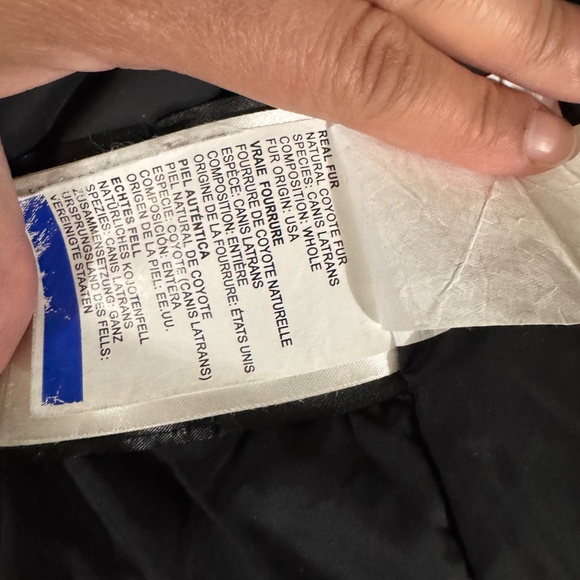 REAL FUR
NATURAL COYOTE FUR
SPECIES: CANIS LATRANS
COMPOSITION: WHOLE
FUR ORIGIN: USA
VRAIE FOURRURE
FOURRURE DE COYOTE NATURELLE
ESPÈCE: CANIS LATRANS
COMPOSITION: ENTIÈRE
ORIGINE DE LA FOURRURE: ÉTATS UNIS
PIEL AUTÉNTICA
PIEL NATURAL DE COYOTE
ESPECIE: COYOTE (CANIS LATRANS)
COMPOSICIÓN: ENTERA
ORIGEN DE LA PIEL: EE.UU.
ECHTES FELL
NATÜRLICHES KOJOTENFELL
SPEZIES: CANIS LATRANS
ZUSAMMENSETZUNG: GANZ
URSPRUNGSLAND DES FELLS:
VEREINIGTE STAATEN